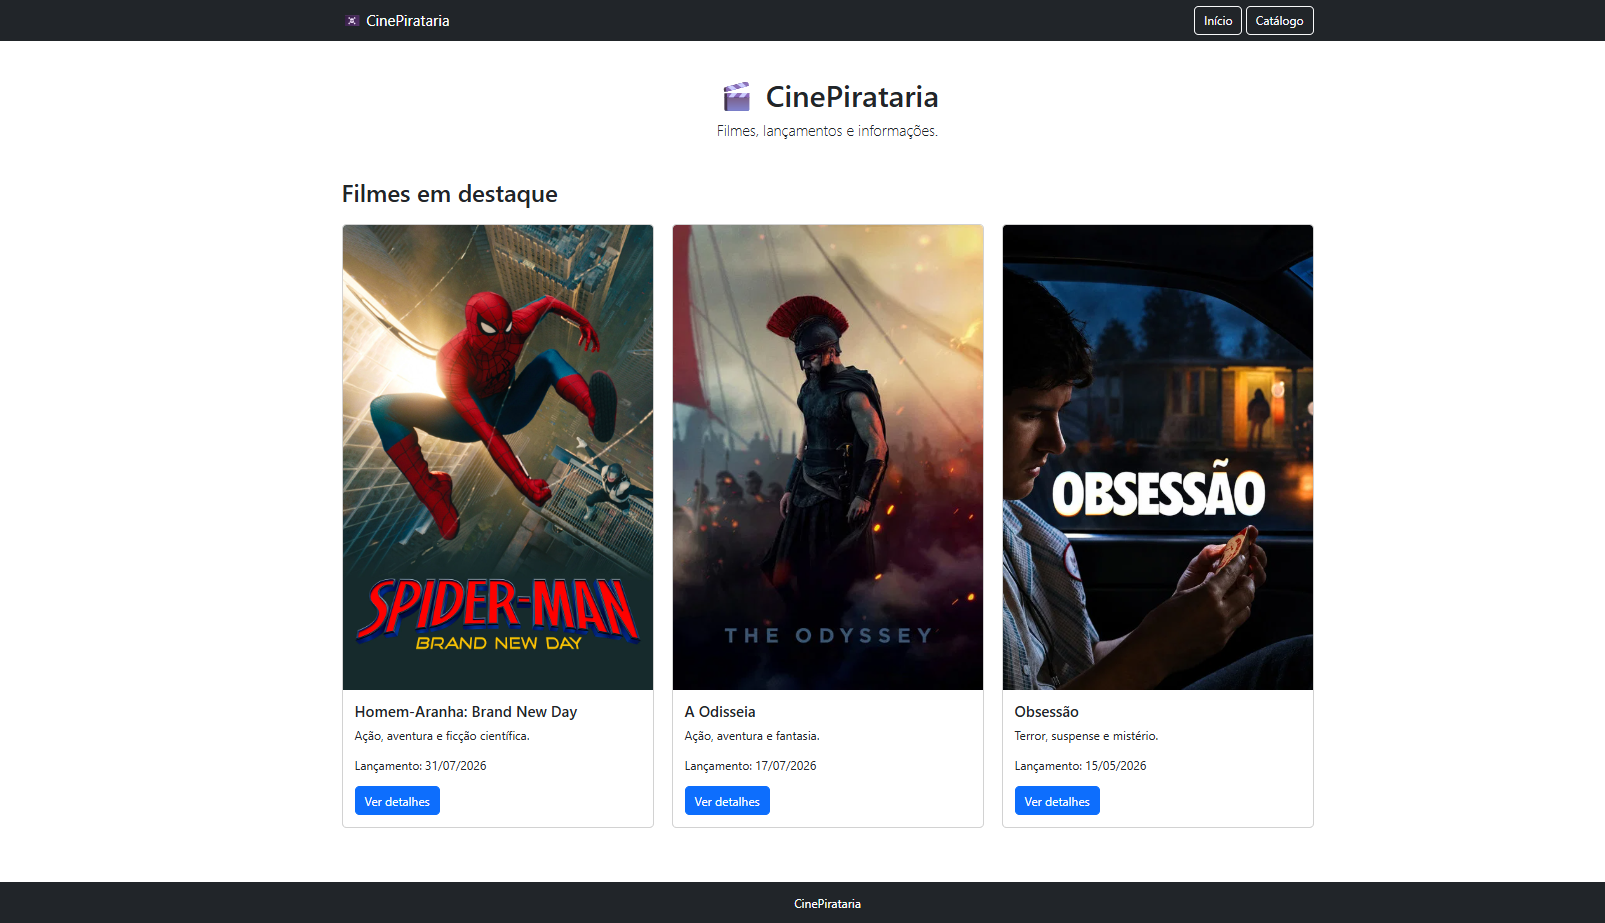 CinePirataria
Início
Catálogo
CinePirataria
Filmes, lançamentos e informações.
Filmes em destaque
SPIDER-MAN
BRAND NEW DAY
THE ODYSSEY
OBSESSÃO
Homem-Aranha: Brand New Day
Ação, aventura e ficção científica.
Lançamento: 31/07/2026
Ver detalhes
A Odisseia
Ação, aventura e fantasia.
Lançamento: 17/07/2026
Ver detalhes
Obsessão
Terror, suspense e mistério.
Lançamento: 15/05/2026
Ver detalhes
CinePirataria